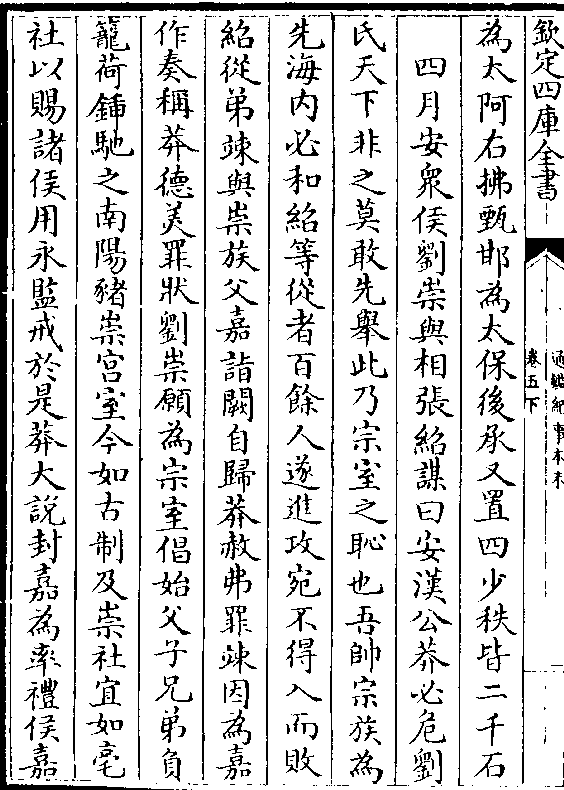 欽定四庫全書
通鑑紀事本末
卷五下
為太阿右拂甄邯為太保後承又置四少秩皆二千石
四月安衆侯劉崇與相張紹謀曰安漢公莽必危劉
氏天下非之莫敢先舉此乃宗室之恥也吾帥宗族為
先海内必和紹等從者百餘人遂進攻宛不得入而敗
紹從弟竦與崇族父嘉詣闕自歸莽赦弗罪竦因為嘉
作奏稱莽德美罪狀劉崇願為宗室倡始父子兄弟負
籠荷鍤馳之南陽豬崇宫室令如古制及崇社宜如亳
社以賜諸侯用永監戒於是莽大說封嘉為率禮侯嘉